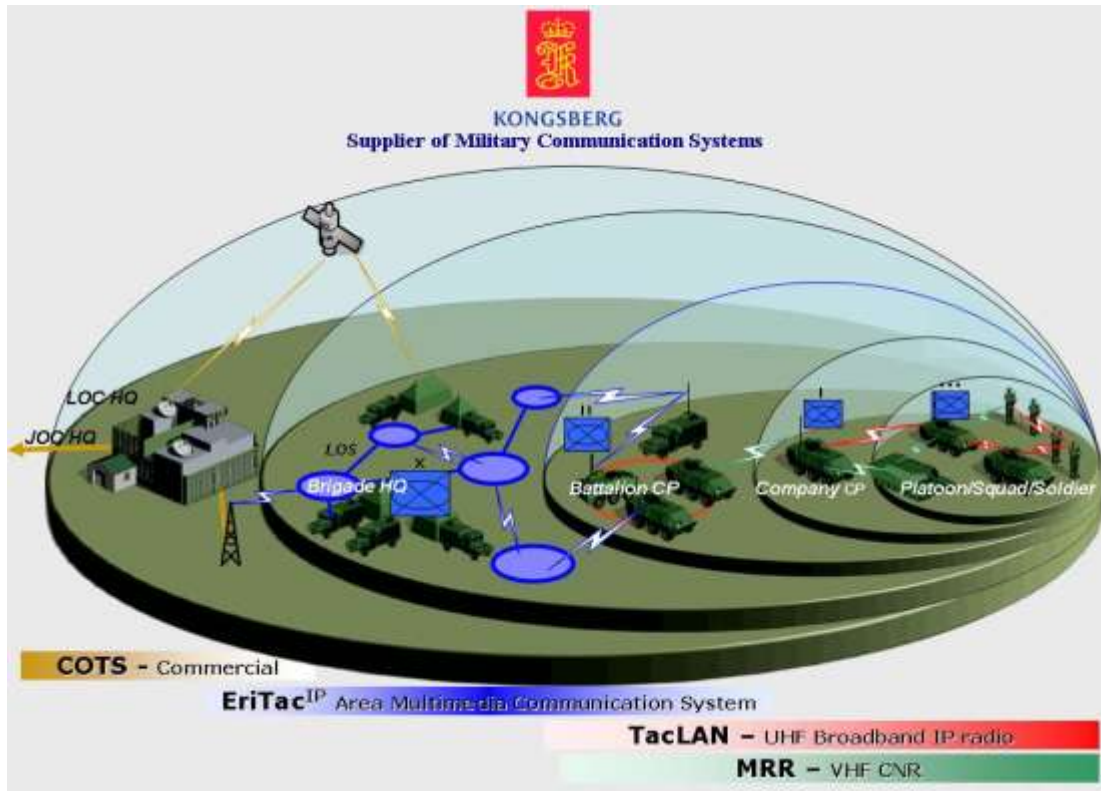 KONGSBERG
Supplier of Military Communication Systems
LOC HQ
JOC HQ
LOS
Brigade HQ
X
II
Battalion CP
I
Company CP
Platoon/Squad/Soldier
COTS - Commercial
EriTacIP Area Multimedia Communication System
TacLAN – UHF Broadband IP radio
MRR – VHF CNR